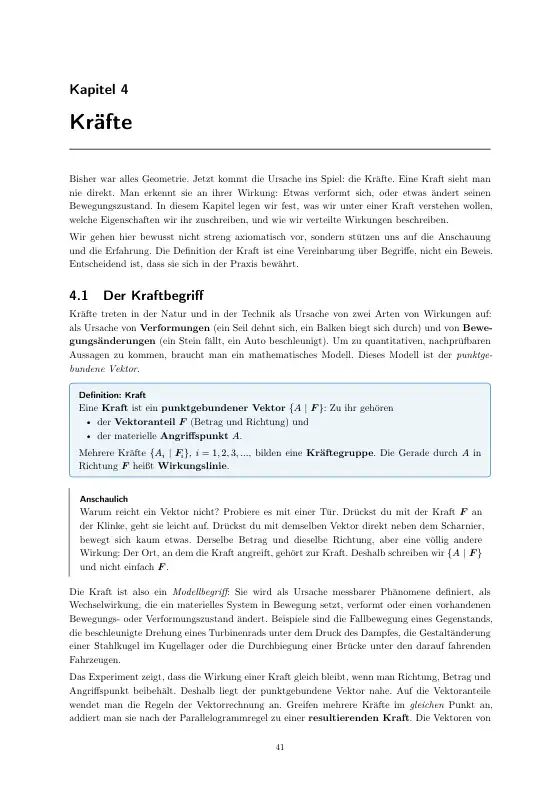 Kapitel 4
Kräfte
Bisher war alles Geometrie. Jetzt kommt die Ursache ins Spiel: die Kräfte. Eine Kraft sieht man
nie direkt. Man erkennt sie an ihrer Wirkung: Etwas verformt sich, oder etwas ändert seinen
Bewegungszustand. In diesem Kapitel legen wir fest, was wir unter einer Kraft verstehen wollen,
welche Eigenschaften wir ihr zuschreiben, und wie wir verteilte Wirkungen beschreiben.
Wir gehen hier bewusst nicht streng axiomatisch vor, sondern stützen uns auf die Anschauung
und die Erfahrung. Die Definition der Kraft ist eine Vereinbarung über Begriffe, nicht ein Beweis.
Entscheidend ist, dass sie sich in der Praxis bewährt.
4.1 Der Kraftbegriff
Kräfte treten in der Natur und in der Technik als Ursache von zwei Arten von Wirkungen auf:
als Ursache von Verformungen (ein Seil dehnt sich, ein Balken biegt sich durch) und von Bewe-
gungsänderungen (ein Stein fällt, ein Auto beschleunigt). Um zu quantitativen, nachprüfbaren
Aussagen zu kommen, braucht man ein mathematisches Modell. Dieses Modell ist der punktge-
bundene Vektor.
Definition: Kraft
Eine Kraft ist ein punktgebundener Vektor {A | F}: Zu ihr gehören
• der Vektoranteil F (Betrag und Richtung) und
• der materielle Angriffspunkt A.
Mehrere Kräfte {Ai | Fi}, i = 1, 2, 3, ..., bilden eine Kräftegruppe. Die Gerade durch A in
Richtung F heißt Wirkungslinie.
Anschaulich
Warum reicht ein Vektor nicht? Probiere es mit einer Tür. Drückst du mit der Kraft F an
der Klinke, geht sie leicht auf. Drückst du mit demselben Vektor direkt neben dem Scharnier,
bewegt sich kaum etwas. Derselbe Betrag und dieselbe Richtung, aber eine völlig andere
Wirkung: Der Ort, an dem die Kraft angreift, gehört zur Kraft. Deshalb schreiben wir {A | F}
und nicht einfach F.
Die Kraft ist also ein Modellbegriff: Sie wird als Ursache messbarer Phänomene definiert, als
Wechselwirkung, die ein materielles System in Bewegung setzt, verformt oder einen vorhandenen
Bewegungs- oder Verformungszustand ändert. Beispiele sind die Fallbewegung eines Gegenstands,
die beschleunigte Drehung eines Turbinenrads unter dem Druck des Dampfes, die Gestaltänderung
einer Stahlkugel im Kugellager oder die Durchbiegung einer Brücke unter den darauf fahrenden
Fahrzeugen.
Das Experiment zeigt, dass die Wirkung einer Kraft gleich bleibt, wenn man Richtung, Betrag und
Angriffspunkt beibehält. Deshalb liegt der punktgebundene Vektor nahe. Auf die Vektoranteile
wendet man die Regeln der Vektorrechnung an. Greifen mehrere Kräfte im gleichen Punkt an,
addiert man sie nach der Parallelogrammregel zu einer resultierenden Kraft. Die Vektoren von
41